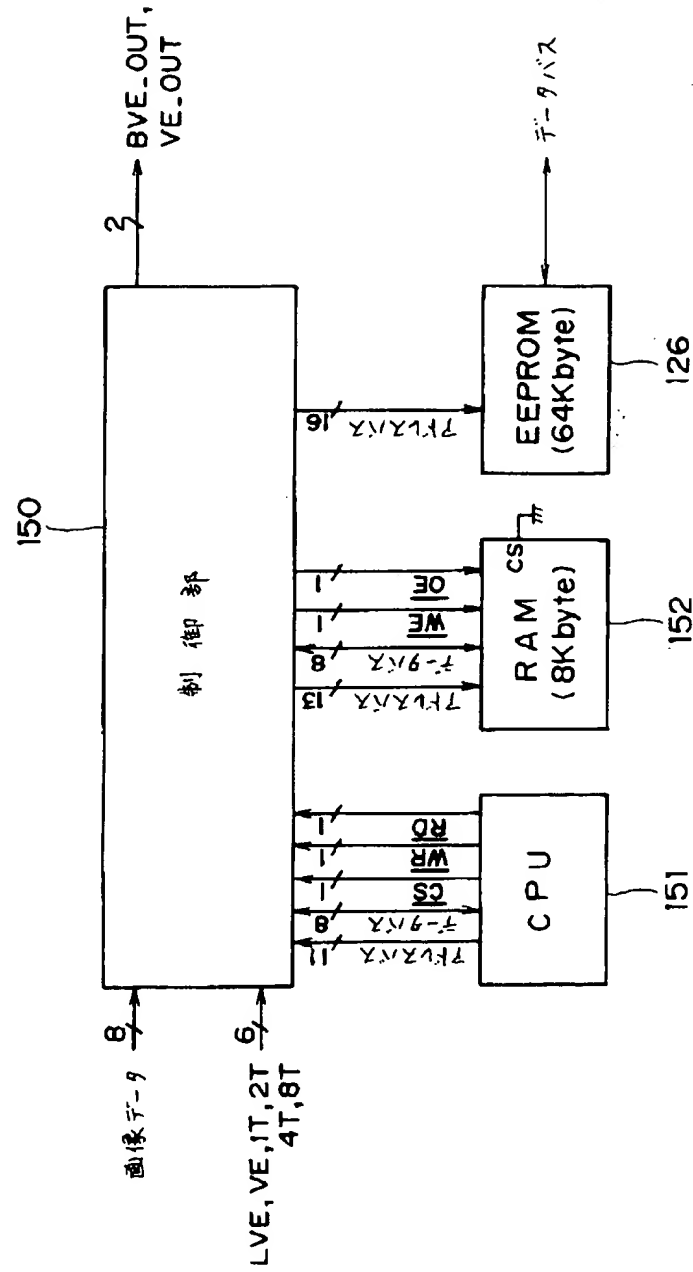 150
制御部
画像データ
8
LVE, VE, 1T, 2T
4T, 8T
6
2
BVE_OUT,
VE_OUT
11
アドレスバス
8
データバス
1
CS
1
WR
1
RD
13
アドレスバス
8
データバス
1
WE
1
OE
16
アドレスバス
CPU
151
RAM
(8Kbyte)
CS
152
EEPROM
(64Kbyte)
126
データバス